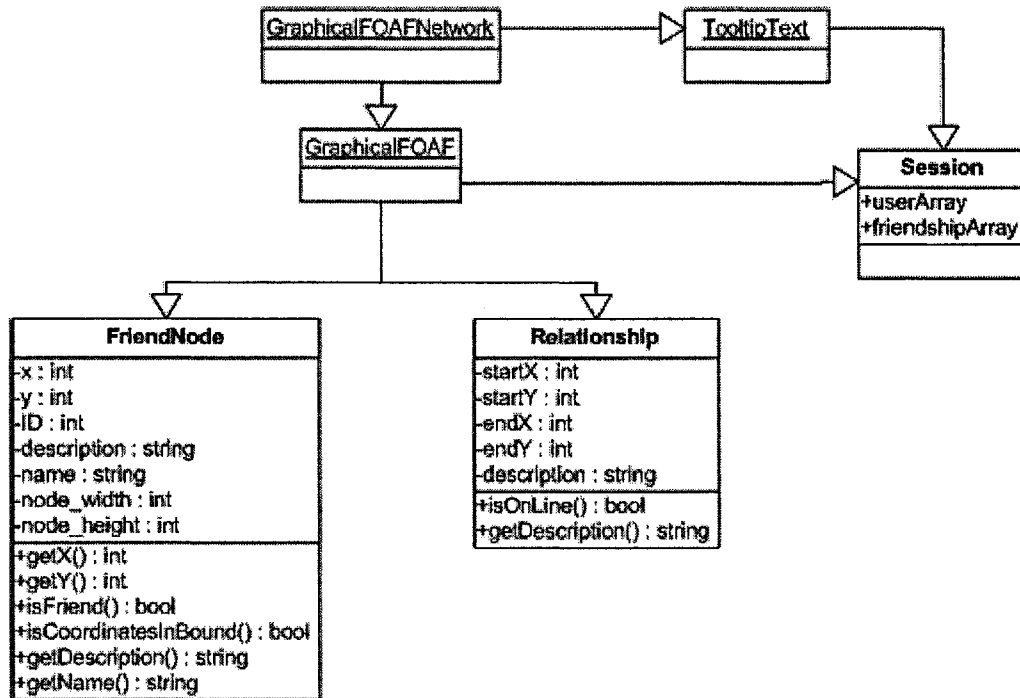 GraphicalFOAFNetwork
TooltipText
GraphicalFOAF
Session
+userArray
+friendshipArray
FriendNode
-x : int
-y : int
-ID : int
-description : string
-name : string
-node_width : int
-node_height : int
+getX() : int
+getY() : int
+isFriend() : bool
+isCoordinatesInBound() : bool
+getDescription() : string
+getName() : string
Relationship
-startX : int
-startY : int
-endX : int
-endY : int
-description : string
+isOnLine() : bool
+getDescription() : string